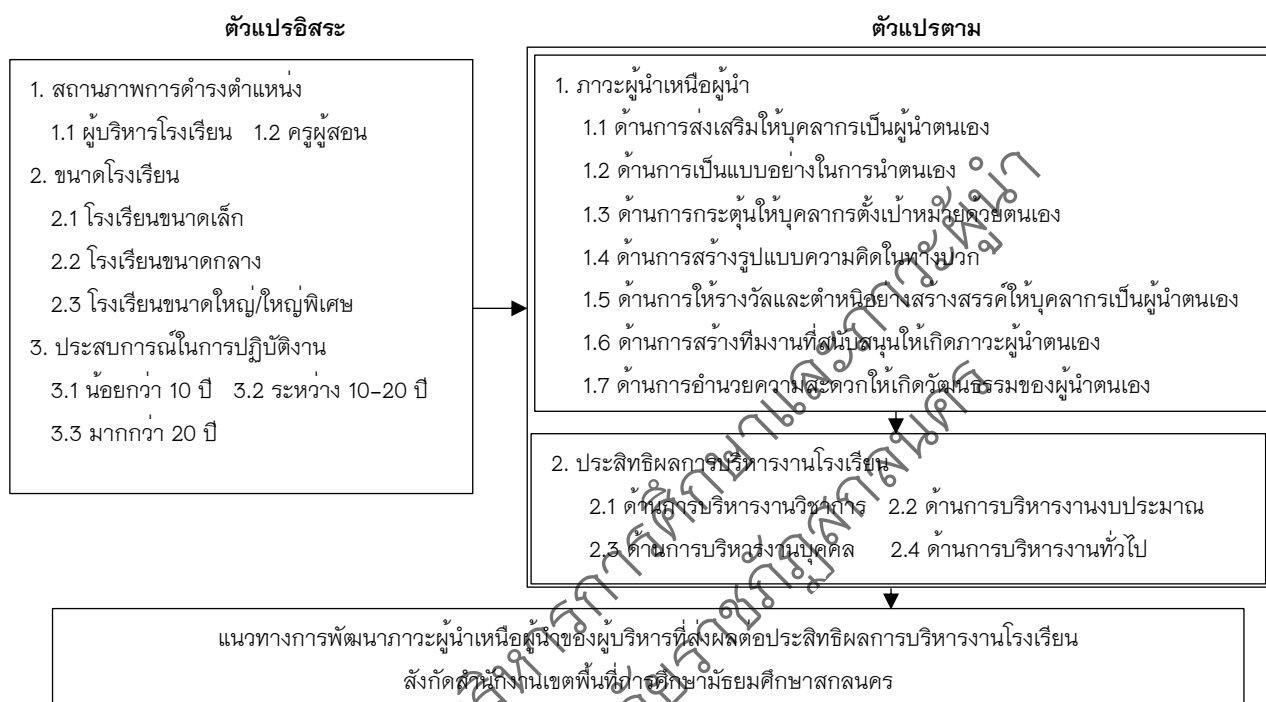 ตัวแปรอิสระ
1. สถานภาพการดำรงตำแหน่ง
1.1 ผู้บริหารโรงเรียน 1.2 ครูผู้สอน
2. ขนาดโรงเรียน
2.1 โรงเรียนขนาดเล็ก
2.2 โรงเรียนขนาดกลาง
2.3 โรงเรียนขนาดใหญ่/ใหญ่พิเศษ
3. ประสบการณ์ในการปฏิบัติงาน
3.1 น้อยกว่า 10 ปี 3.2 ระหว่าง 10-20 ปี
3.3 มากกว่า 20 ปี
ตัวแปรตาม
1. ภาวะผู้นำเหนือผู้นำ
1.1 ด้านการส่งเสริมให้บุคลากรเป็นผู้นำตนเอง
1.2 ด้านการเป็นแบบอย่างในการนำตนเอง
1.3 ด้านการกระตุ้นให้บุคลากรตั้งเป้าหมายด้วยตนเอง
1.4 ด้านการสร้างรูปแบบความคิดในทางบวก
1.5 ด้านการให้รางวัลและตำหนิอย่างสร้างสรรค์ให้บุคลากรเป็นผู้นำตนเอง
1.6 ด้านการสร้างทีมงานที่สนับสนุนให้เกิดภาวะผู้นำตนเอง
1.7 ด้านการอำนวยความสะดวกให้เกิดวัฒนธรรมของผู้นำตนเอง
2. ประสิทธิผลการบริหารงานโรงเรียน
2.1 ด้านการบริหารงานวิชาการ 2.2 ด้านการบริหารงานงบประมาณ
2.3 ด้านการบริหารงานบุคคล 2.4 ด้านการบริหารงานทั่วไป
แนวทางการพัฒนาภาวะผู้นำเหนือผู้นำของผู้บริหารที่ส่งผลต่อประสิทธิผลการบริหารงานโรงเรียน
สังกัดสำนักงานเขตพื้นที่การศึกษามัธยมศึกษาสกลนคร
หารการศึกษาและภาวะผู้นำ
ยราชภัฏสกลนคร